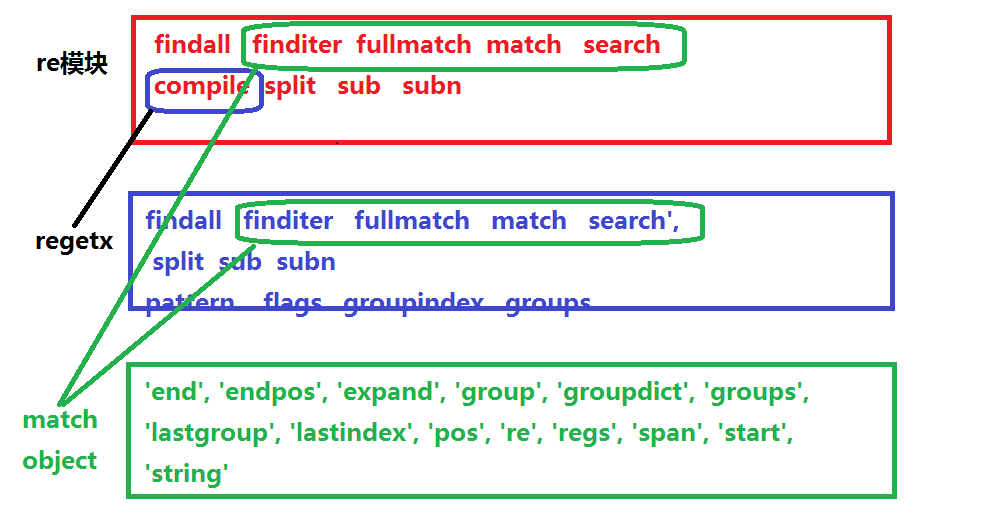 findall finditer fullmatch match search
re模块
compile split sub subn
findall finditer fullmatch match search',
regetx
split sub subn
pattern flags groupindex groups
'end', 'endpos', 'expand', 'group', 'groupdict', 'groups',
match
'lastgroup', 'lastindex', 'pos', 're', 'regs', 'span', 'start',
object
'string'